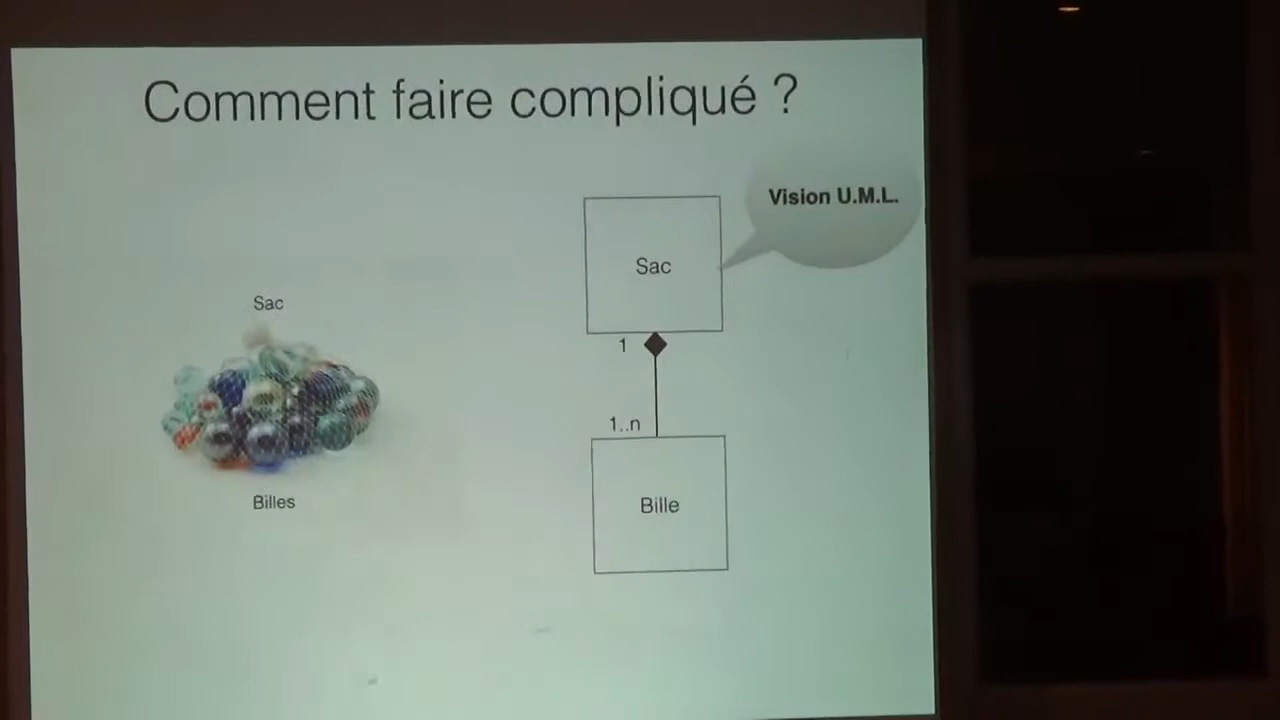 Comment faire compliqué ?
Vision U.M.L.
Sac
Sac
1
1..n
Billes
Bille